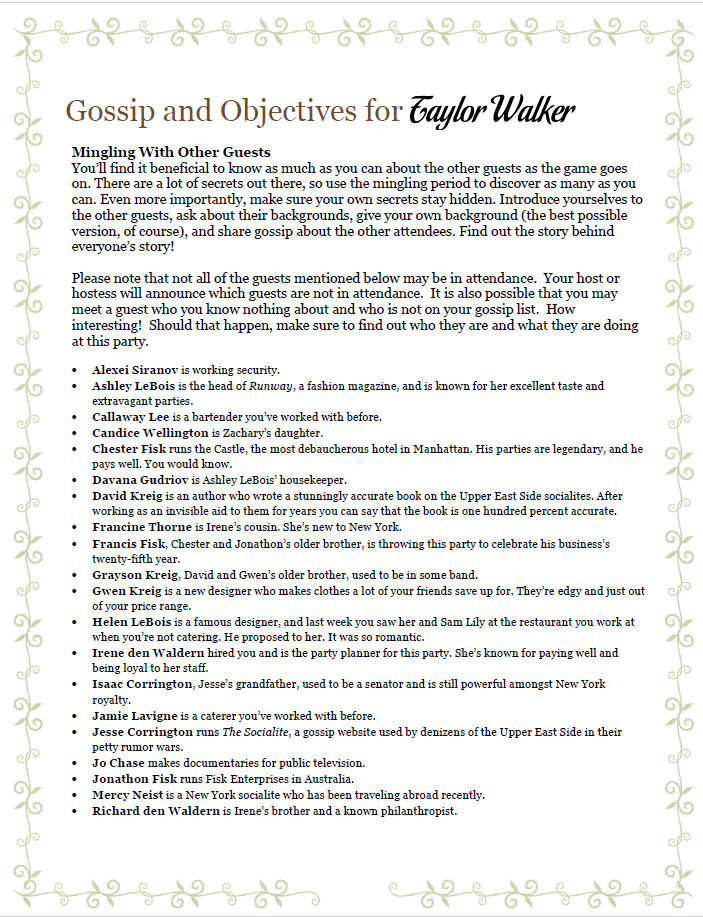 Gossip and Objectives for Taylor Walker
Mingling With Other Guests
You'll find it beneficial to know as much as you can about the other guests as the game goes
on. There are a lot of secrets out there, so use the mingling period to discover as many as you
can. Even more importantly, make sure your own secrets stay hidden. Introduce yourselves to
the other guests, ask about their backgrounds, give your own background (the best possible
version, of course), and share gossip about the other attendees. Find out the story behind
everyone's story!
Please note that not all of the guests mentioned below may be in attendance.  Your host or
hostess will announce which guests are not in attendance.  It is also possible that you may
meet a guest who you know nothing about and who is not on your gossip list.  How
interesting!  Should that happen, make sure to find out who they are and what they are doing
at this party.
• Alexei Siranov is working security.
• Ashley LeBois is the head of Runway, a fashion magazine, and is known for her excellent taste and
extravagant parties.
• Callaway Lee is a bartender you've worked with before.
• Candice Wellington is Zachary's daughter.
• Chester Fisk runs the Castle, the most debaucherous hotel in Manhattan. His parties are legendary, and he
pays well. You would know.
• Davana Gudriov is Ashley LeBois' housekeeper.
• David Kreig is an author who wrote a stunningly accurate book on the Upper East Side socialites. After
working as an invisible aid to them for years you can say that the book is one hundred percent accurate.
• Francine Thorne is Irene's cousin. She's new to New York.
• Francis Fisk, Chester and Jonathon's older brother, is throwing this party to celebrate his business's
twenty-fifth year.
• Grayson Kreig, David and Gwen's older brother, used to be in some band.
• Gwen Kreig is a new designer who makes clothes a lot of your friends save up for. They're edgy and just out
of your price range.
• Helen LeBois is a famous designer, and last week you saw her and Sam Lily at the restaurant you work at
when you're not catering. He proposed to her. It was so romantic.
• Irene den Waldern hired you and is the party planner for this party. She's known for paying well and
being loyal to her staff.
• Isaac Corrington, Jesse's grandfather, used to be a senator and is still powerful amongst New York
royalty.
• Jamie Lavigne is a caterer you've worked with before.
• Jesse Corrington runs The Socialite, a gossip website used by denizens of the Upper East Side in their
petty rumor wars.
• Jo Chase makes documentaries for public television.
• Jonathon Fisk runs Fisk Enterprises in Australia.
• Mercy Neist is a New York socialite who has been traveling abroad recently.
• Richard den Waldern is Irene's brother and a known philanthropist.